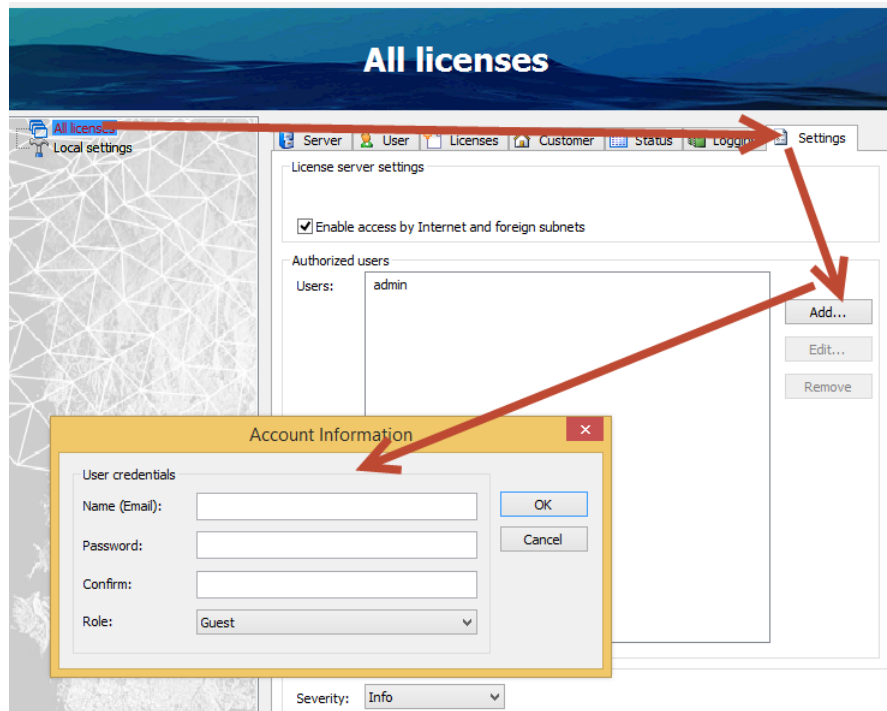 All licenses
All licenses
Local settings
Server User Licenses Customer Status Logging Settings
License server settings
Enable access by Internet and foreign subnets
Authorized users
Users: admin
Add...
Edit...
Remove
Account Information
User credentials
Name (Email):
OK
Password:
Cancel
Confirm:
Role: Guest
Severity: Info